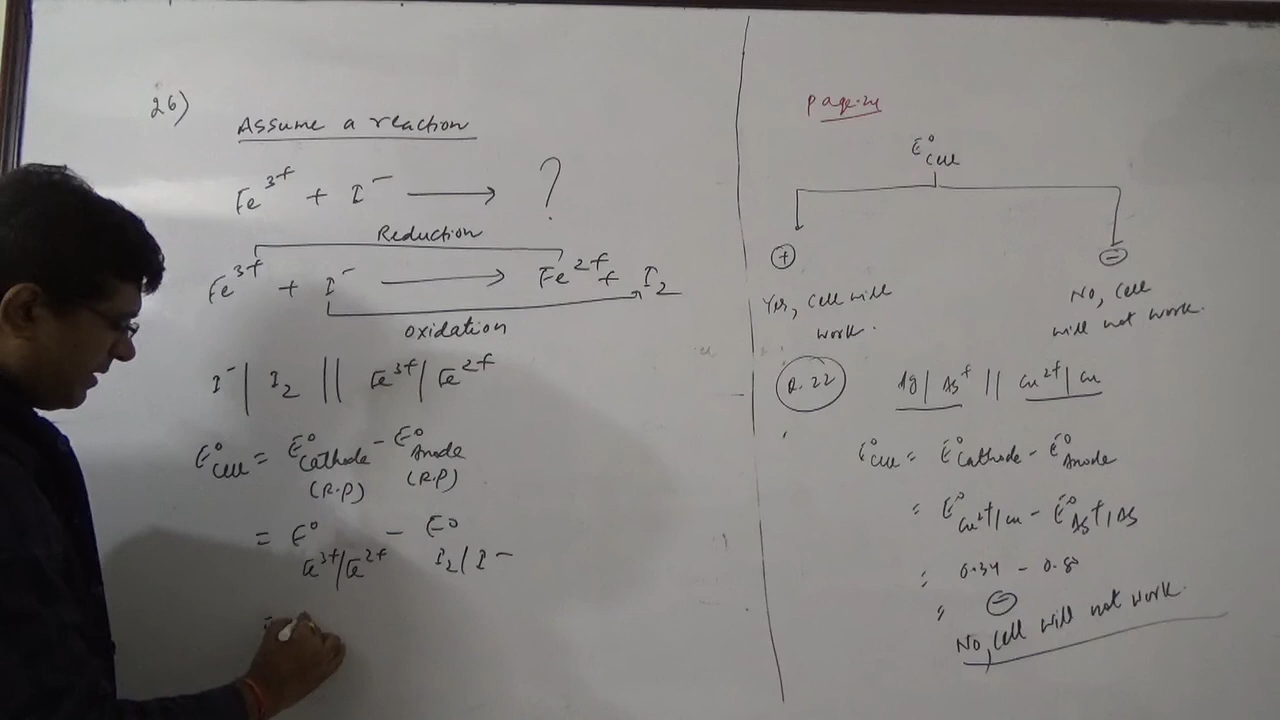 26)
Assume a reaction
Fe³⁺ + I⁻ ⟶ ?
Reduction
Fe³⁺ + I⁻ ⟶ Fe²⁺ + I₂
oxidation
I⁻ | I₂ || Fe³⁺ | Fe²⁺
E°cell = E°Cathode - E°Anode
(R.P) (R.P)
= E° - E°
Fe³⁺/Fe²⁺ I₂ / I⁻
=
Page-24
E°cell
+ −
Yes, cell will
work.
No, cell
will not work.
Q.22 Ag | Ag⁺ || Cu²⁺ | Cu
E°cell = E°Cathode - E°Anode
= E°Cu²⁺/Cu - E°Ag⁺/Ag
= 0.34 - 0.80
= −
No, cell will not work.